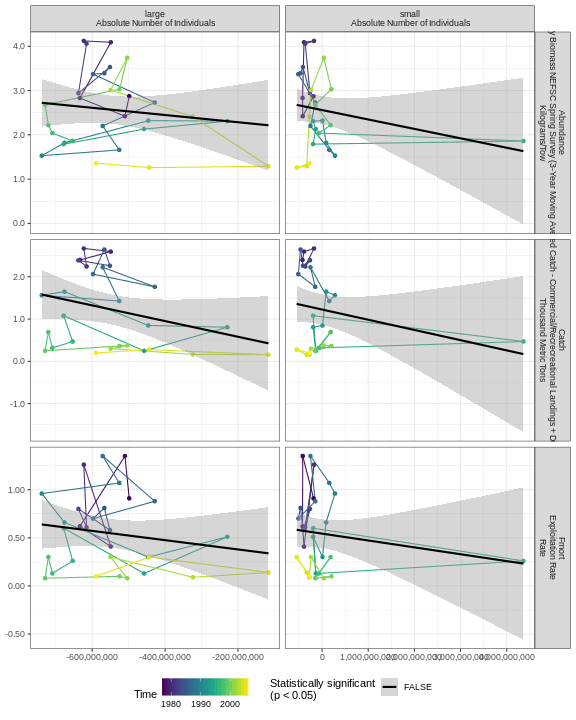 large
Absolute Number of Individuals
small
Absolute Number of Individuals
4.0
3.0
2.0
1.0
0.0
Abundance
y Biomass NEFSC Spring Survey (3-Year Moving Ave
Kilograms/Tow
2.0
1.0
0.0
-1.0
Catch
ed Catch - Commercial/Recreational Landings + D
Thousand Metric Tons
1.00
0.50
0.00
-0.50
Fmort
Exploitation Rate
Rate
-600,000,000
-400,000,000
-200,000,000
0
1,000,000,000
2,000,000,000
3,000,000,000
4,000,000,000
Time
1980
1990
2000
Statistically significant
(p < 0.05)
FALSE